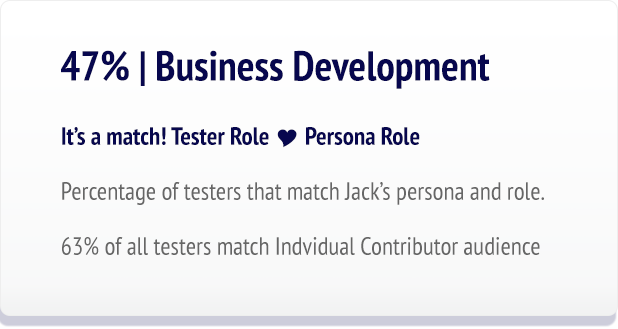 47% | Business Development
It's a match! Tester Role ♥ Persona Role
Percentage of testers that match Jack's persona and role.
63% of all testers match Indvidual Contributor audience